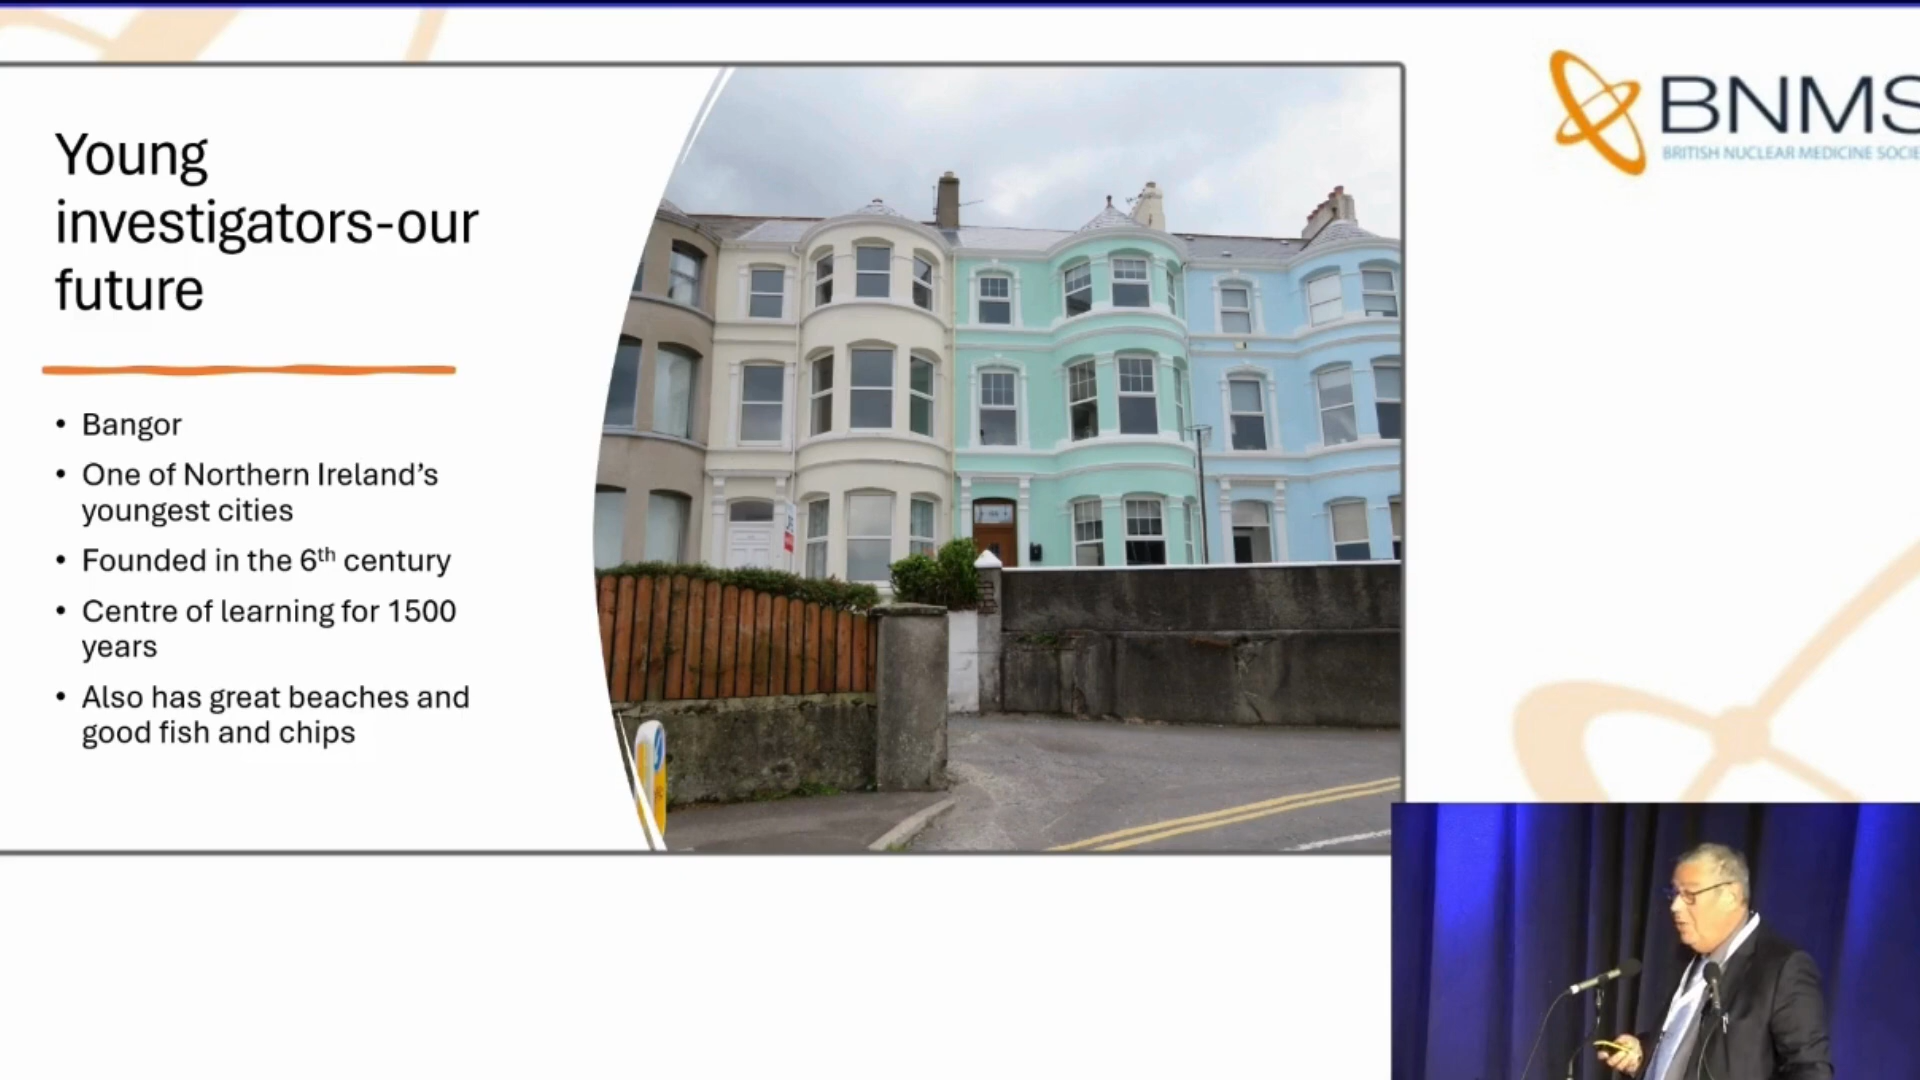 Young
investigators-our
future
• Bangor
• One of Northern Ireland's
youngest cities
• Founded in the 6th century
• Centre of learning for 1500
years
• Also has great beaches and
good fish and chips
BNMS
BRITISH NUCLEAR MEDICINE SOCIE